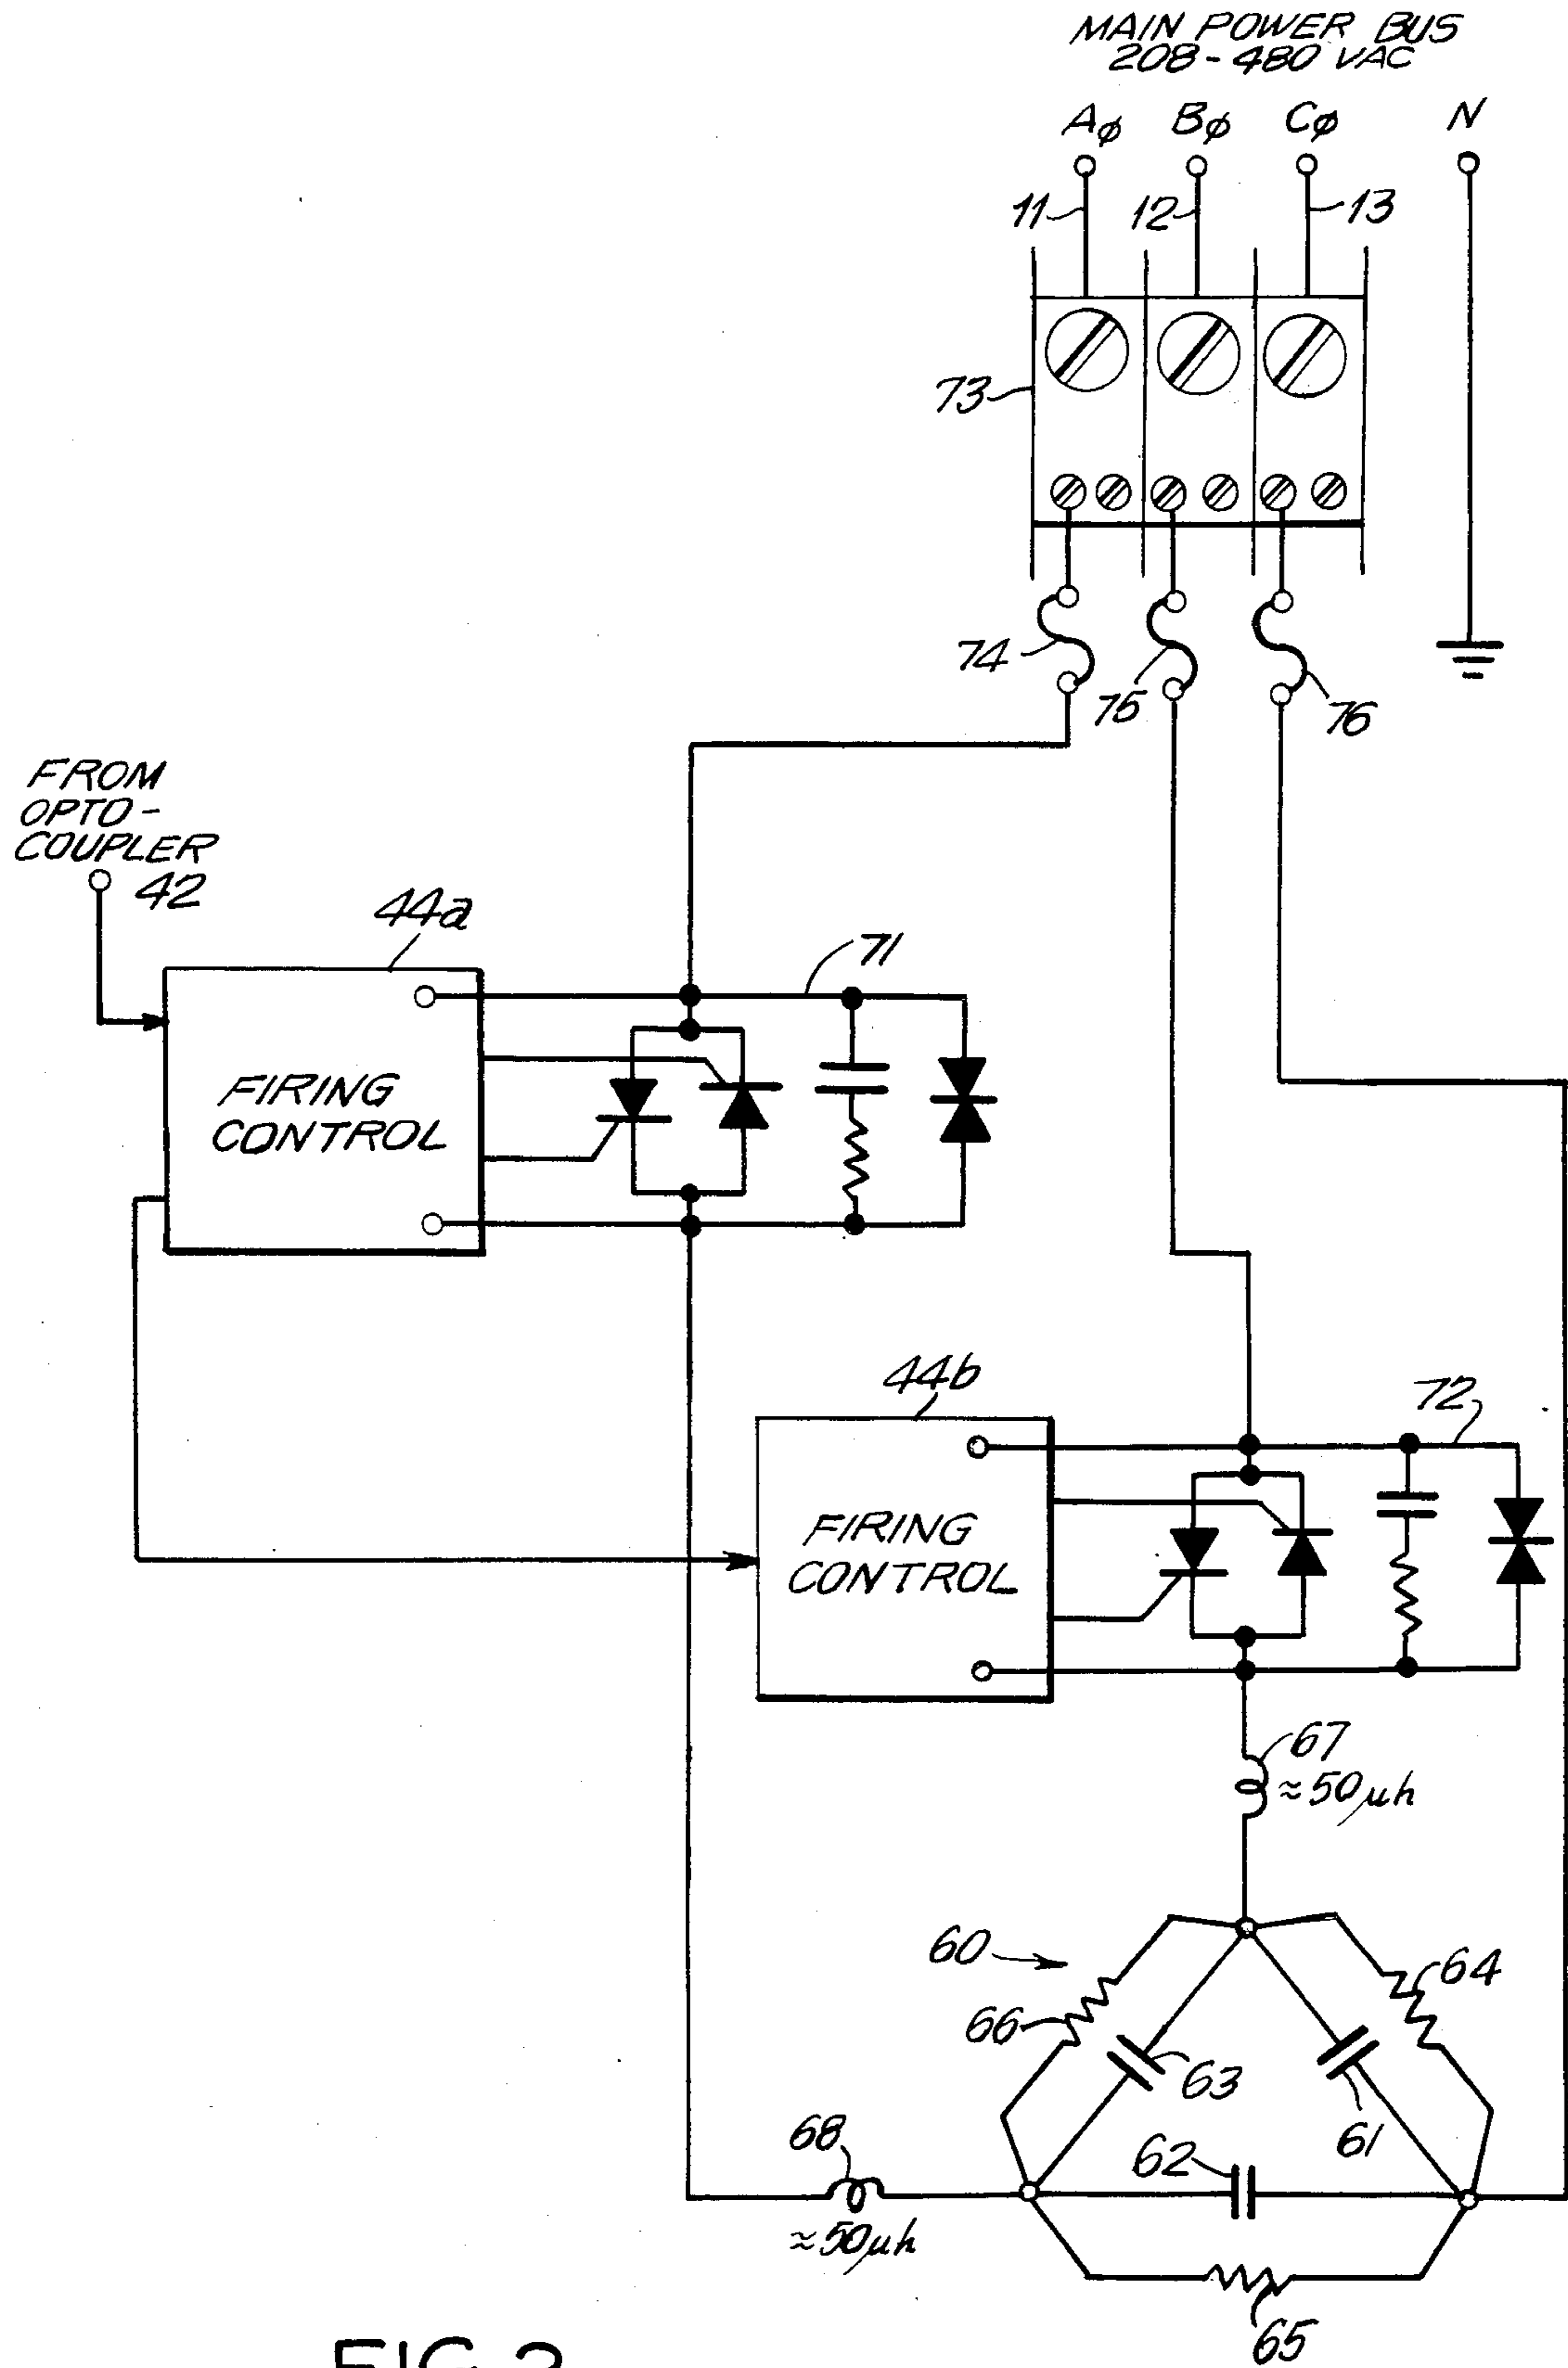 MAIN POWER BUS
208-480 VAC
Aφ Bφ Cφ N
11 12 13
73
74 75 76
FROM
OPTO-
COUPLER
42
44a
71
FIRING
CONTROL
44b
72
FIRING
CONTROL
67
≈50μh
60
64
66
63
61
68
62
≈50μh
65